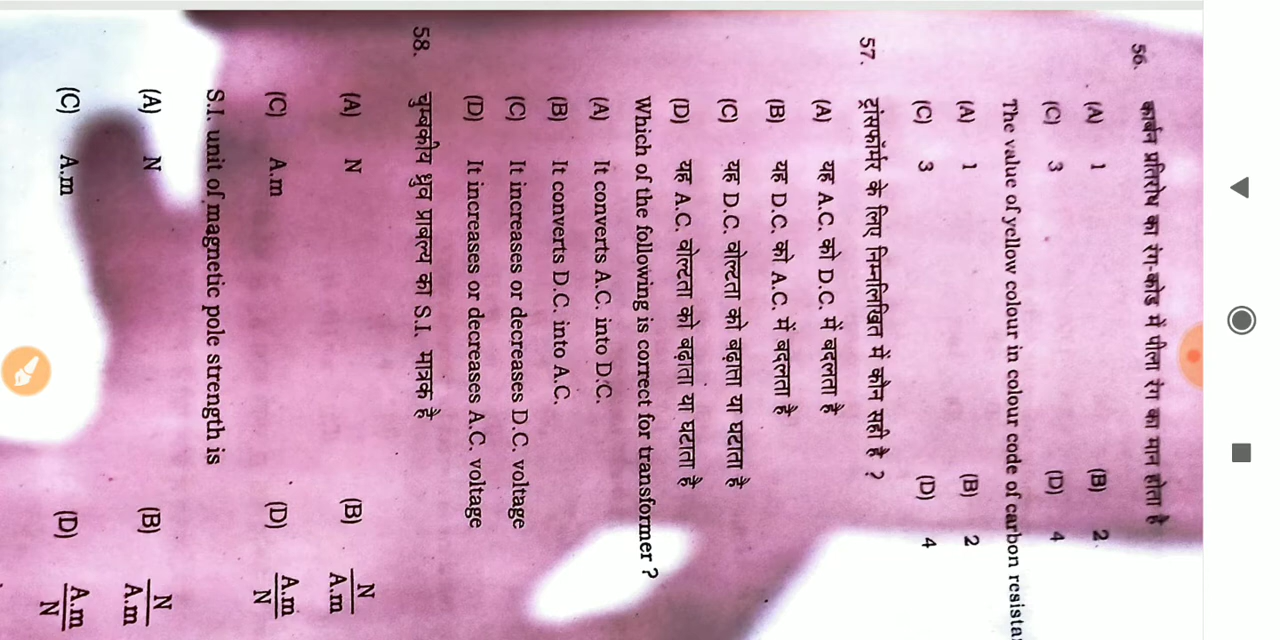 56. कार्बन प्रतिरोध का रंग-कोड में पीला रंग का मान होता है
(A) 1 (B) 2
(C) 3 (D) 4
The value of yellow colour in colour code of carbon
(A) 1 (B) 2
(C) 3 (D) 4
57. ट्रांसफॉर्मर के लिए निम्नलिखित में कौन सही है ?
(A) यह A.C. को D.C. में बदलता है
(B) यह D.C. को A.C. में बदलता है
(C) यह D.C. वोल्टता को बढ़ाता या घटाता है
(D) यह A.C. वोल्टता को बढ़ाता या घटाता है
Which of the following is correct for transformer ?
(A) It converts A.C. into D.C.
(B) It converts D.C. into A.C.
(C) It increases or decreases D.C. voltage
(D) It increases or decreases A.C. voltage
58. चुम्बकीय ध्रुव प्राबल्य का S.I. मात्रक है
(A) N (B) N/A.m
(C) A.m (D) A.m/N
S.I. unit of magnetic pole strength is
(A) N (B) N/A.m
(C) A.m (D) A.m/N